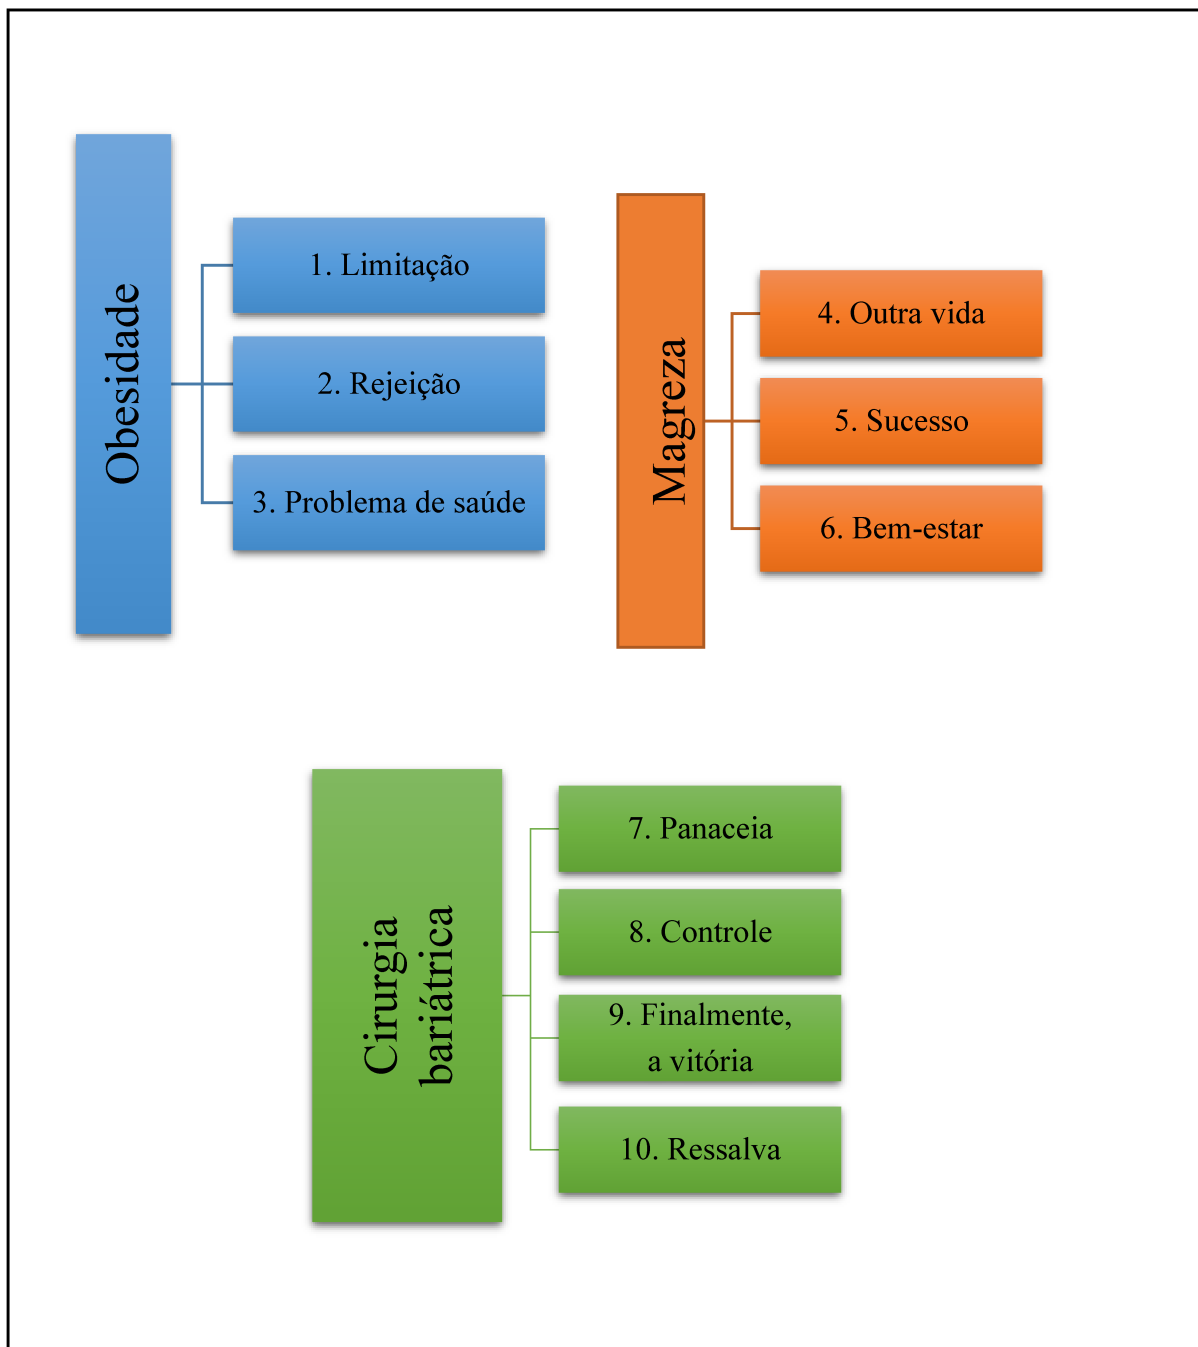 Obesidade
1. Limitação
2. Rejeição
3. Problema de saúde
Magreza
4. Outra vida
5. Sucesso
6. Bem-estar
Cirurgia
bariátrica
7. Panaceia
8. Controle
9. Finalmente,
a vitória
10. Ressalva